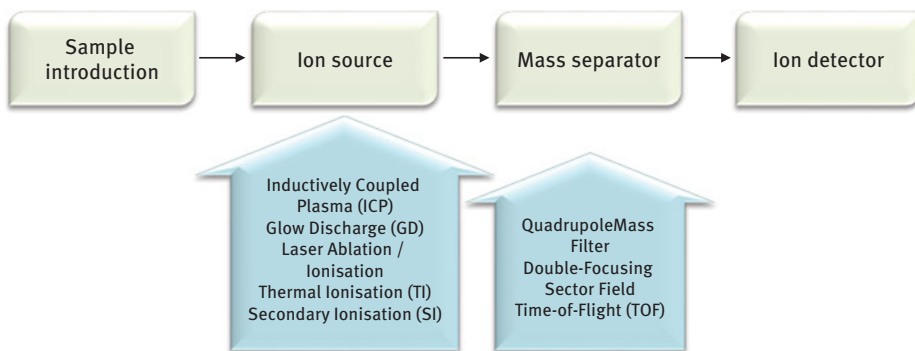 Sample
introduction
Ion source
Mass separator
Ion detector
Inductively Coupled
Plasma (ICP)
Glow Discharge (GD)
Laser Ablation /
Ionisation
Thermal Ionisation (TI)
Secondary Ionisation (SI)
QuadrupoleMass
Filter
Double-Focusing
Sector Field
Time-of-Flight (TOF)